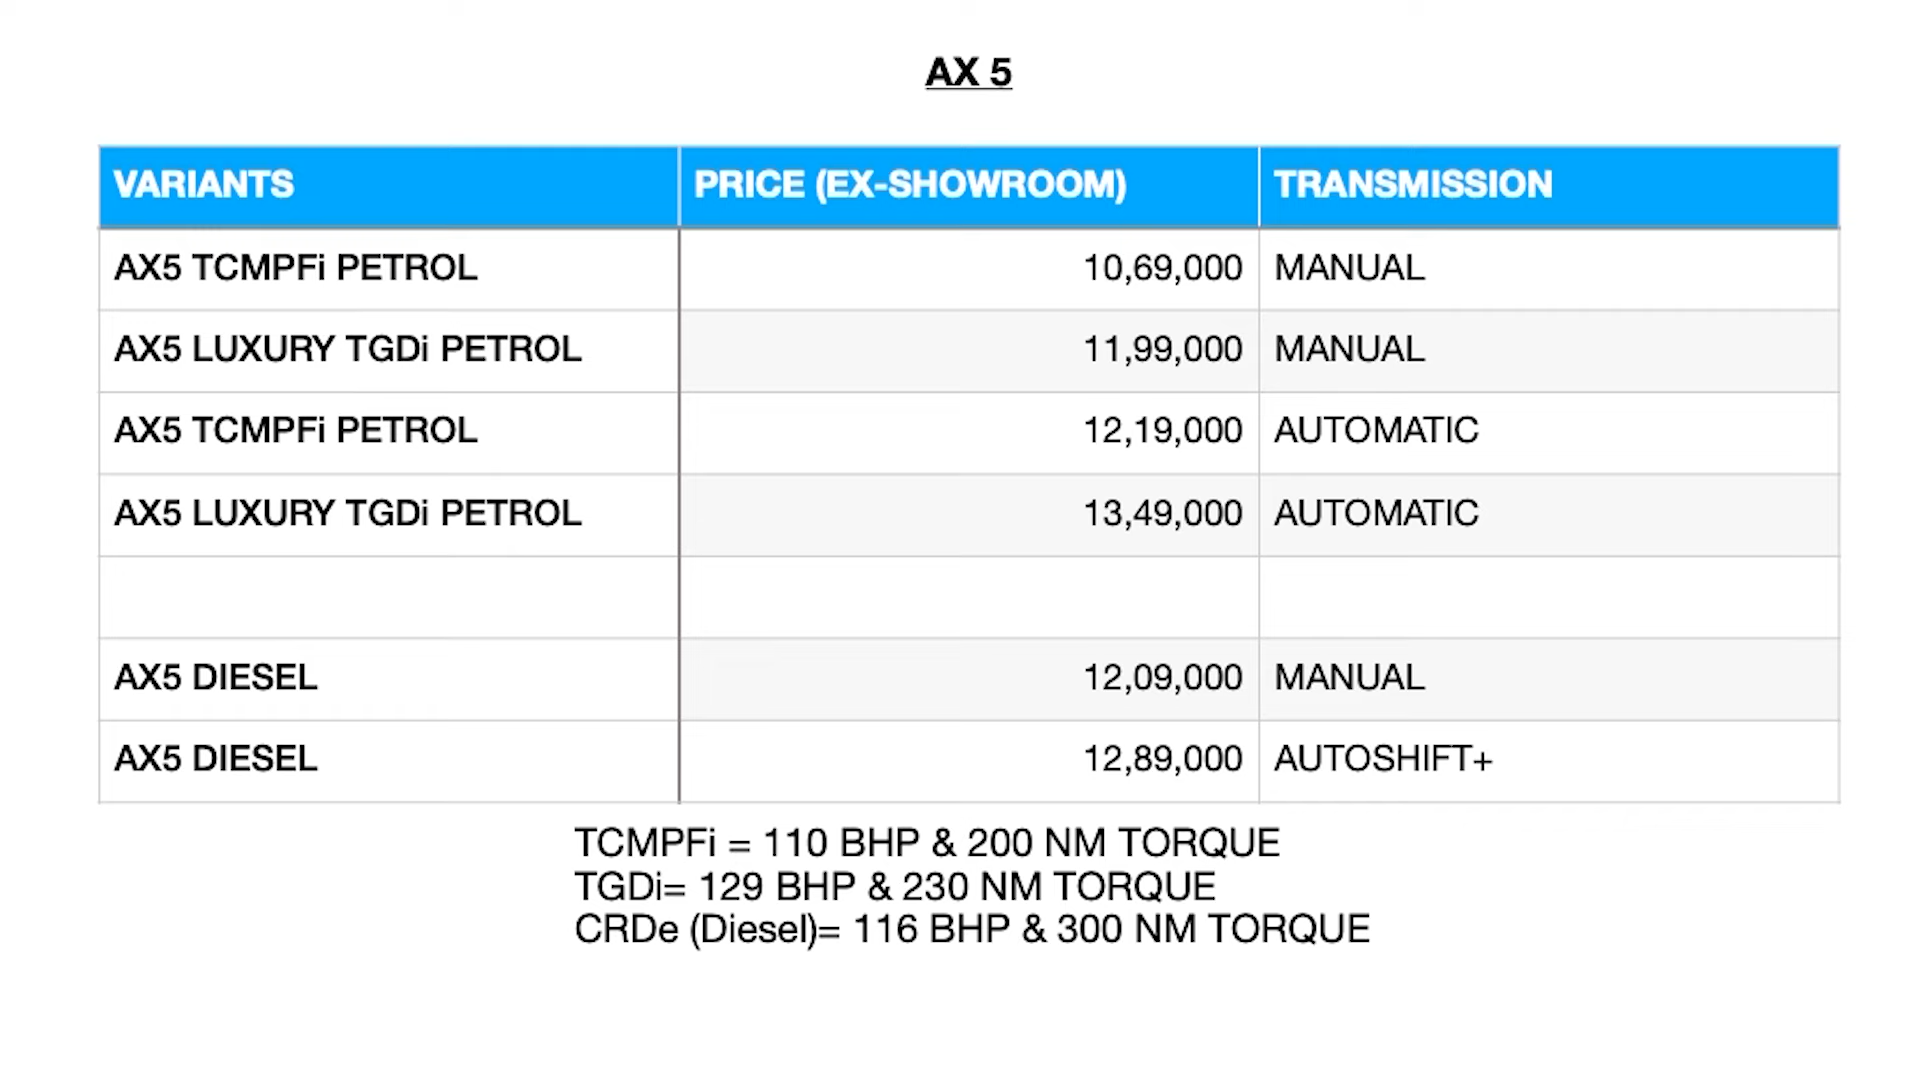 AX 5
VARIANTS PRICE (EX-SHOWROOM) TRANSMISSION
AX5 TCMPFi PETROL 10,69,000 MANUAL
AX5 LUXURY TGDi PETROL 11,99,000 MANUAL
AX5 TCMPFi PETROL 12,19,000 AUTOMATIC
AX5 LUXURY TGDi PETROL 13,49,000 AUTOMATIC
AX5 DIESEL 12,09,000 MANUAL
AX5 DIESEL 12,89,000 AUTOSHIFT+
TCMPFi = 110 BHP & 200 NM TORQUE
TGDi= 129 BHP & 230 NM TORQUE
CRDe (Diesel)= 116 BHP & 300 NM TORQUE